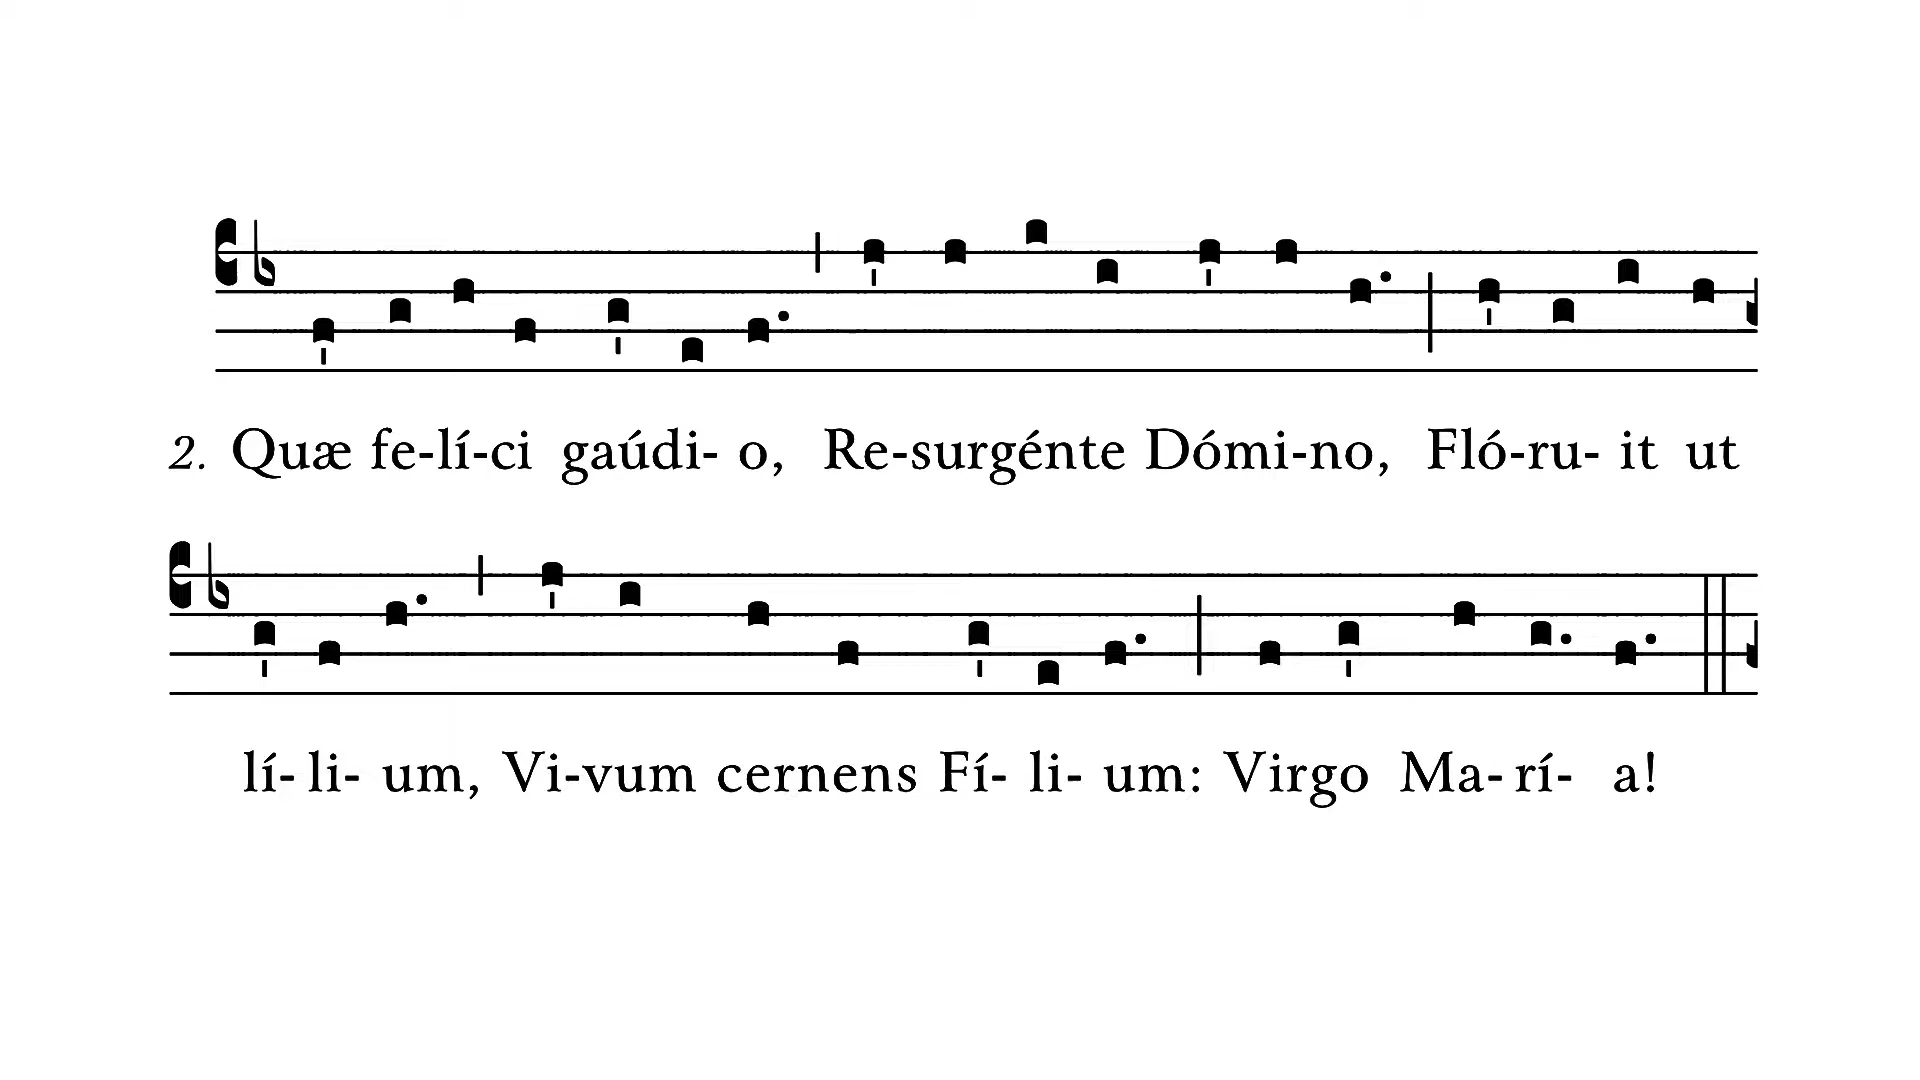 2. Quæ fe-lí-ci gaúdi- o, Re-surgénte Dómi-no, Fló-ru- it ut
lí- li- um, Vi-vum cernens Fí- li- um: Virgo Ma- rí- a!